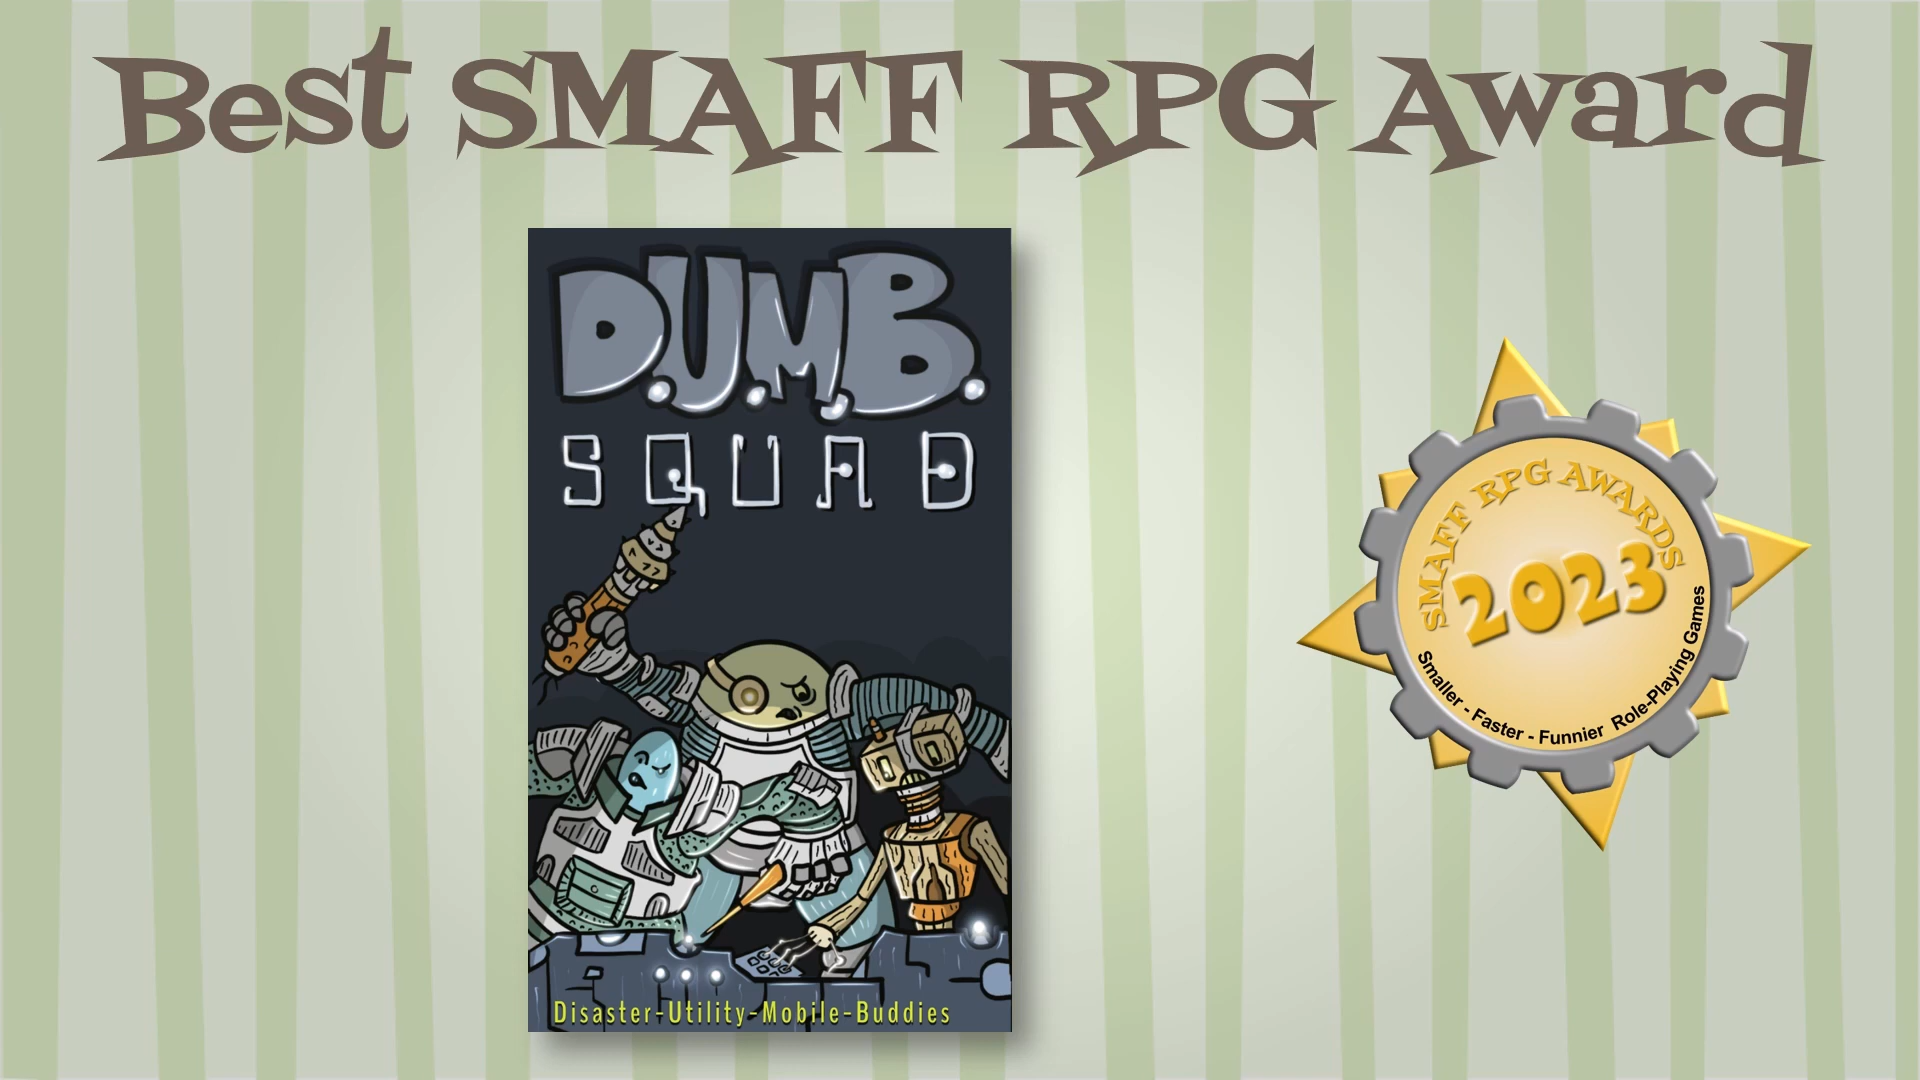 Best SMAFF RPG Award
D.U.M.B.
SQUAD
Disaster-Utility-Mobile-Buddies
SMAFF RPG AWARDS
2023
Smaller - Faster - Funnier Role-Playing Games